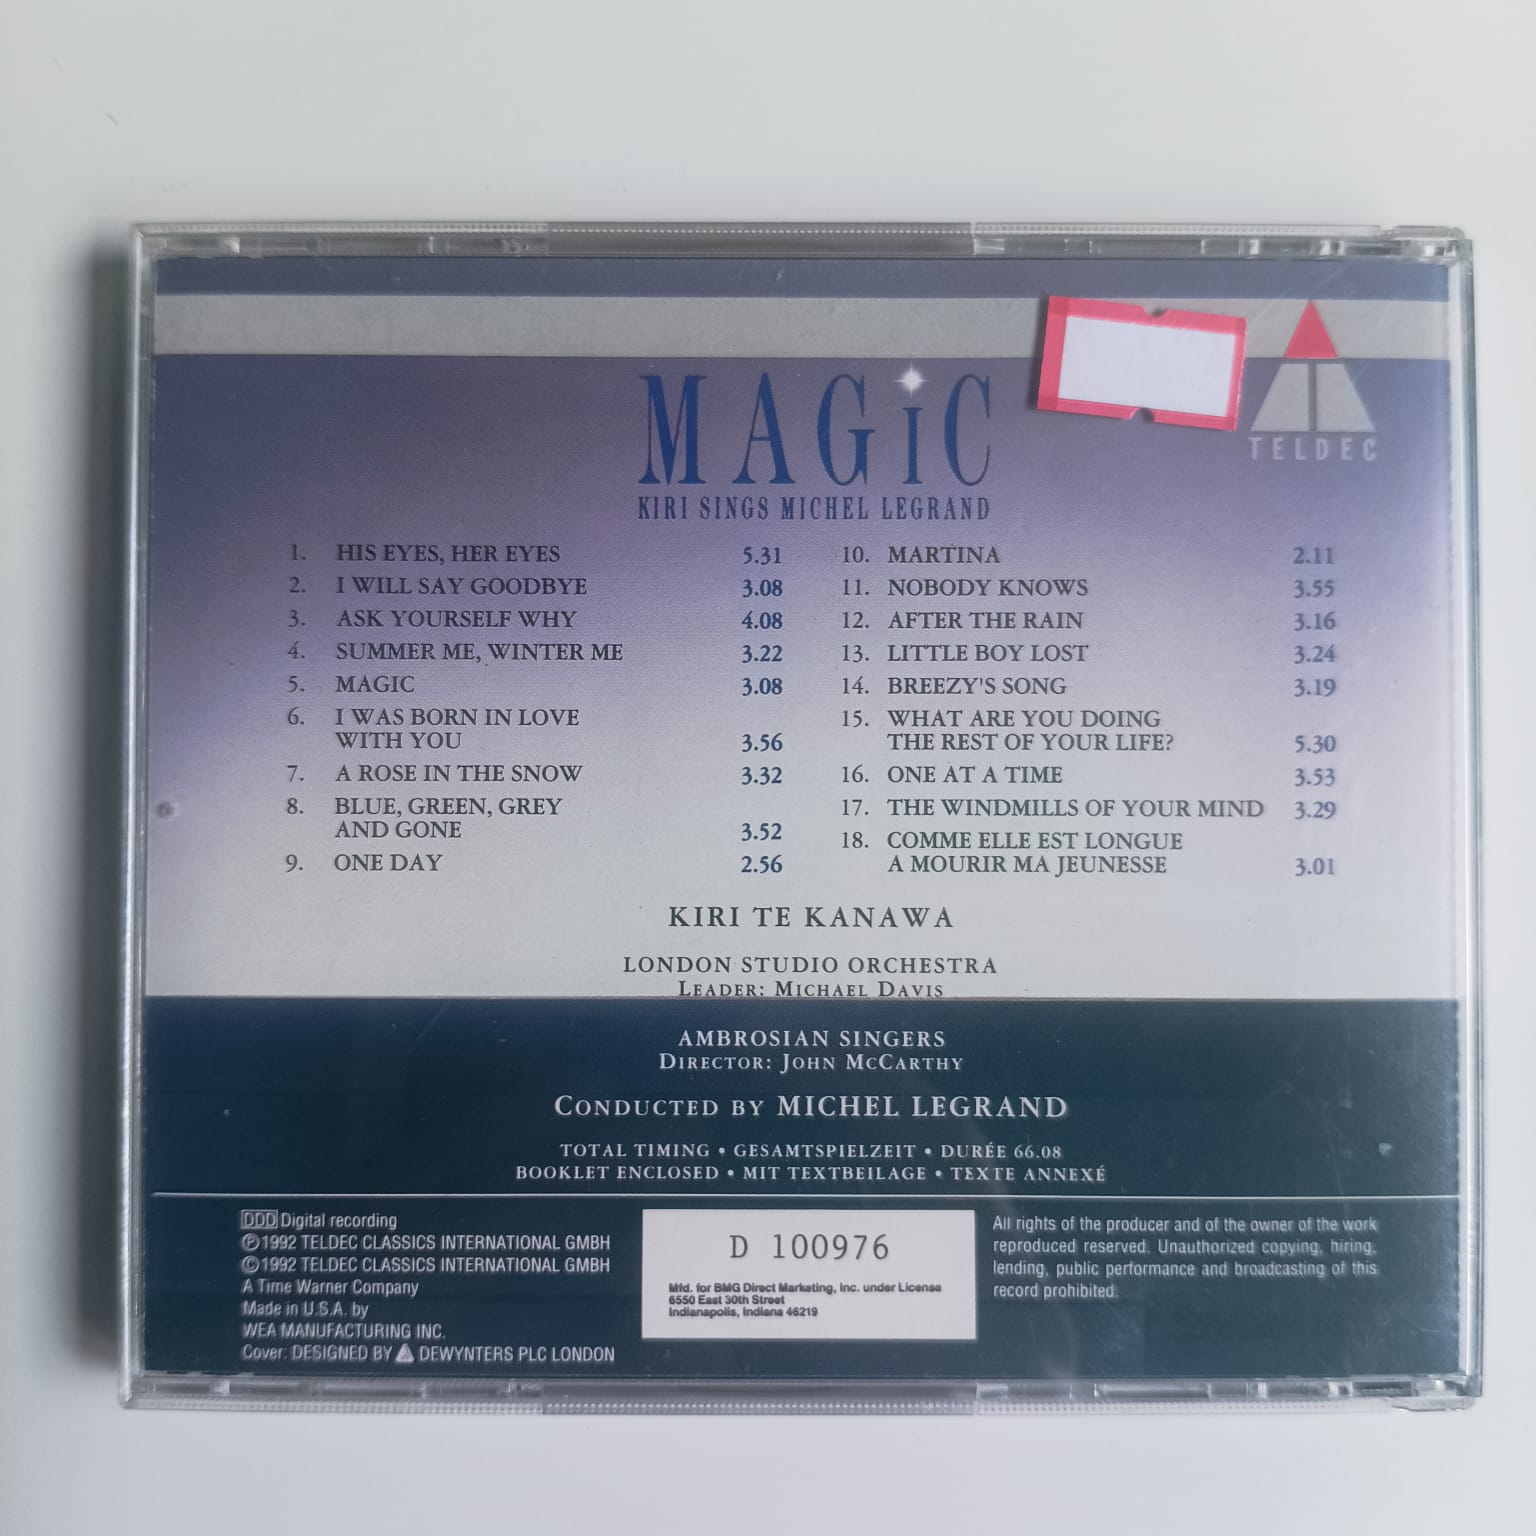 MAGiC
KIRI SINGS MICHEL LEGRAND
TELDEC
1. HIS EYES, HER EYES 5.31
2. I WILL SAY GOODBYE 3.08
3. ASK YOURSELF WHY 4.08
4. SUMMER ME, WINTER ME 3.22
5. MAGIC 3.08
6. I WAS BORN IN LOVE
WITH YOU 3.56
7. A ROSE IN THE SNOW 3.32
8. BLUE, GREEN, GREY
AND GONE 3.52
9. ONE DAY 2.56
10. MARTINA 2.11
11. NOBODY KNOWS 3.55
12. AFTER THE RAIN 3.16
13. LITTLE BOY LOST 3.24
14. BREEZY'S SONG 3.19
15. WHAT ARE YOU DOING
THE REST OF YOUR LIFE? 5.30
16. ONE AT A TIME 3.53
17. THE WINDMILLS OF YOUR MIND 3.29
18. COMME ELLE EST LONGUE
A MOURIR MA JEUNESSE 3.01
KIRI TE KANAWA
LONDON STUDIO ORCHESTRA
LEADER: MICHAEL DAVIS
AMBROSIAN SINGERS
DIRECTOR: JOHN McCARTHY
CONDUCTED BY MICHEL LEGRAND
TOTAL TIMING • GESAMTSPIELZEIT • DURÉE 66.08
BOOKLET ENCLOSED • MIT TEXTBEILAGE • TEXTE ANNEXÉ
DDD Digital recording
℗1992 TELDEC CLASSICS INTERNATIONAL GMBH
©1992 TELDEC CLASSICS INTERNATIONAL GMBH
A Time Warner Company
Made in U.S.A. by
WEA MANUFACTURING INC.
Cover: DESIGNED BY DEWYNTERS PLC LONDON
D 100976
Mfd. for BMG Direct Marketing, Inc. under License
6550 East 30th Street
Indianapolis, Indiana 46219
All rights of the producer and of the owner of the work
reproduced reserved. Unauthorized copying, hiring,
lending, public performance and broadcasting of this
record prohibited.